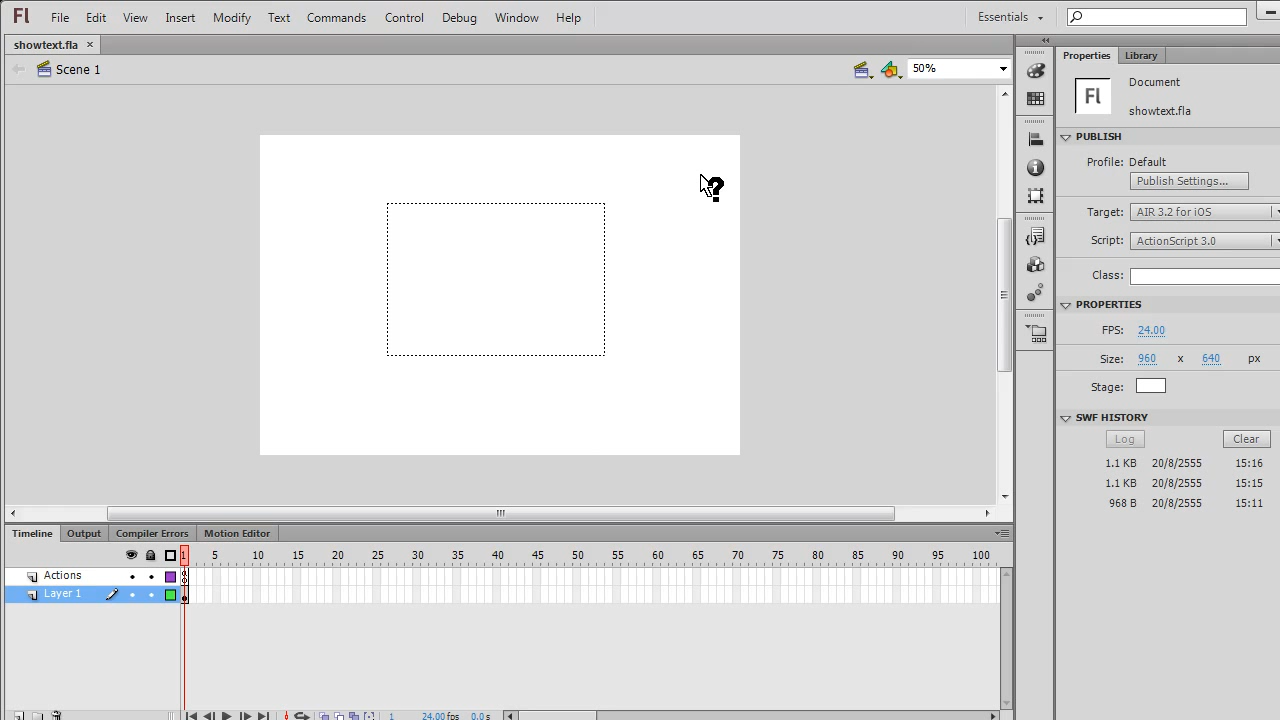 Fl File Edit View Insert Modify Text Commands Control Debug Window Help Essentials
showtext.fla ×
Scene 1 50%
Properties Library
Fl Document
showtext.fla
PUBLISH
Profile: Default
Publish Settings...
Target: AIR 3.2 for iOS
Script: ActionScript 3.0
Class:
PROPERTIES
FPS: 24.00
Size: 960 x 640 px
Stage:
SWF HISTORY
Log Clear
1.1 KB 20/8/2555 15:16
1.1 KB 20/8/2555 15:15
968 B 20/8/2555 15:11
Timeline Output Compiler Errors Motion Editor
1 5 10 15 20 25 30 35 40 45 50 55 60 65 70 75 80 85 90 95 100
Actions
Layer 1
1 24.00 fps 0.0 s